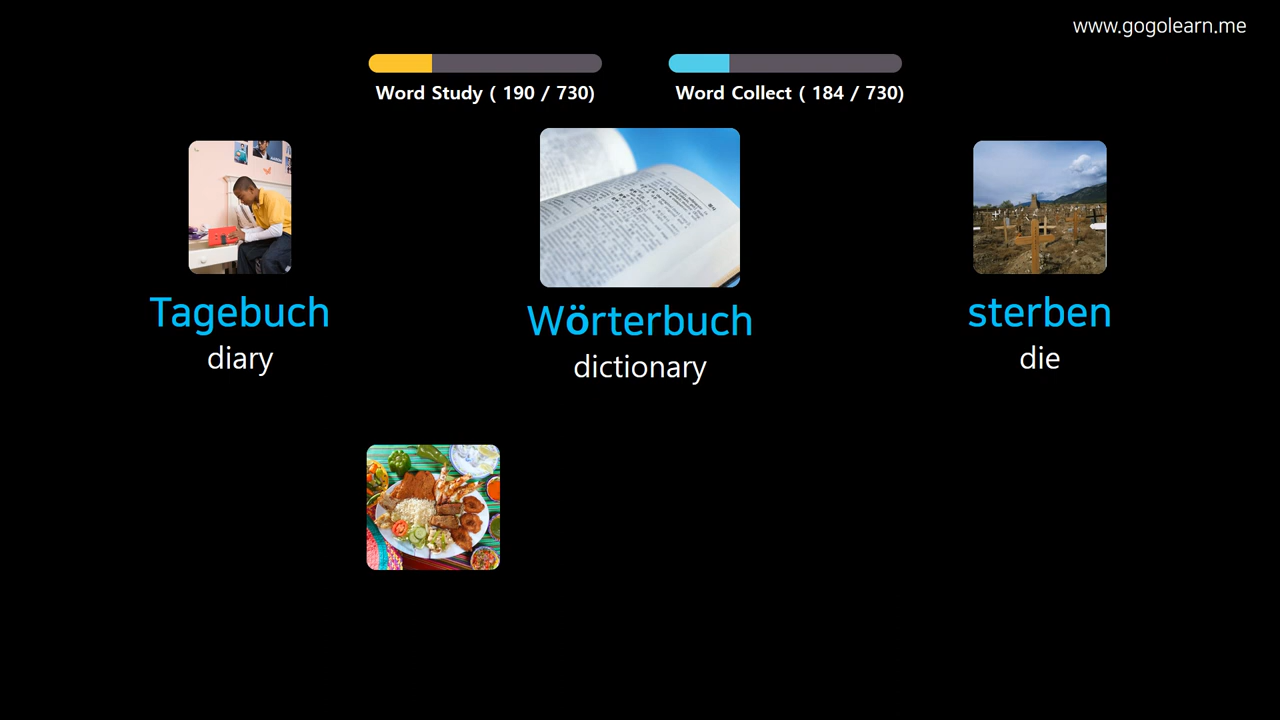 www.gogolearn.me
Word Study ( 190 / 730)
Word Collect ( 184 / 730)
Tagebuch
diary
Wörterbuch
dictionary
sterben
die